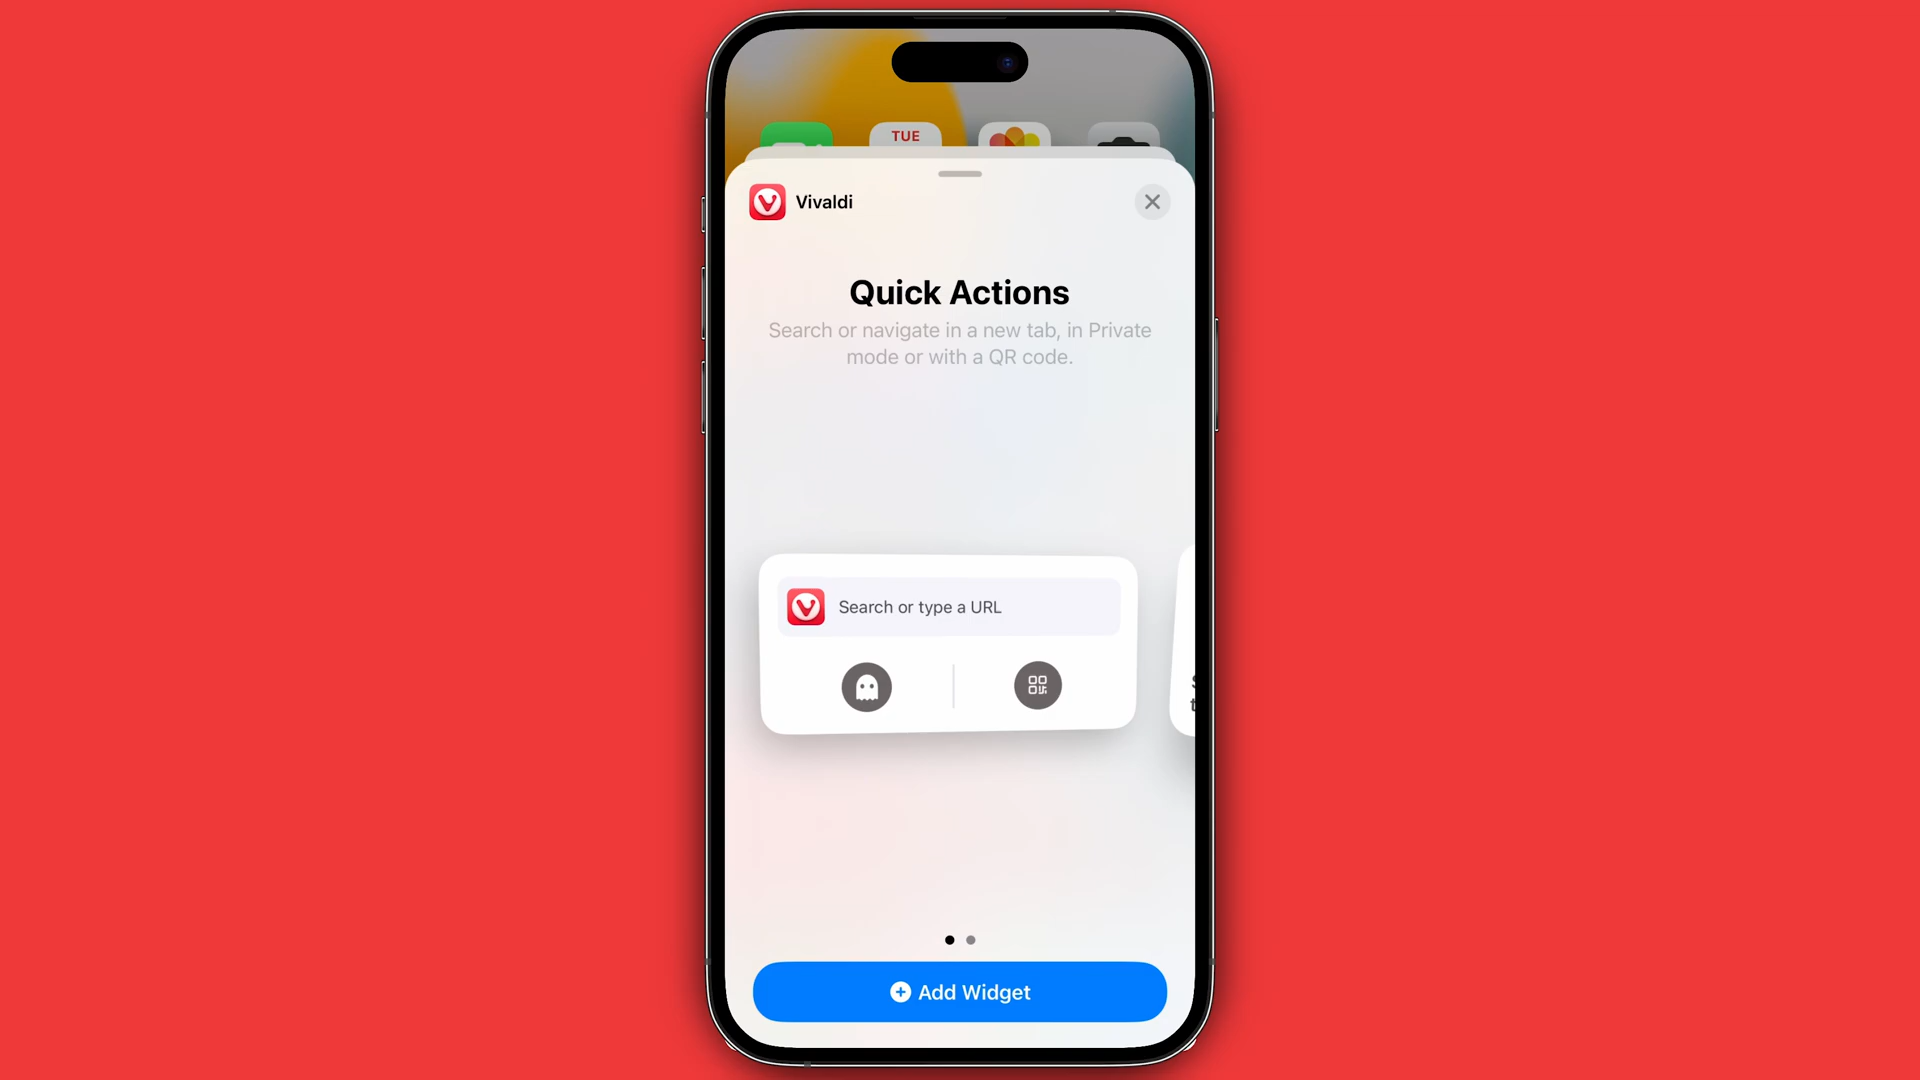 TUE
Vivaldi
Quick Actions
Search or navigate in a new tab, in Private
mode or with a QR code.
Search or type a URL
Add Widget